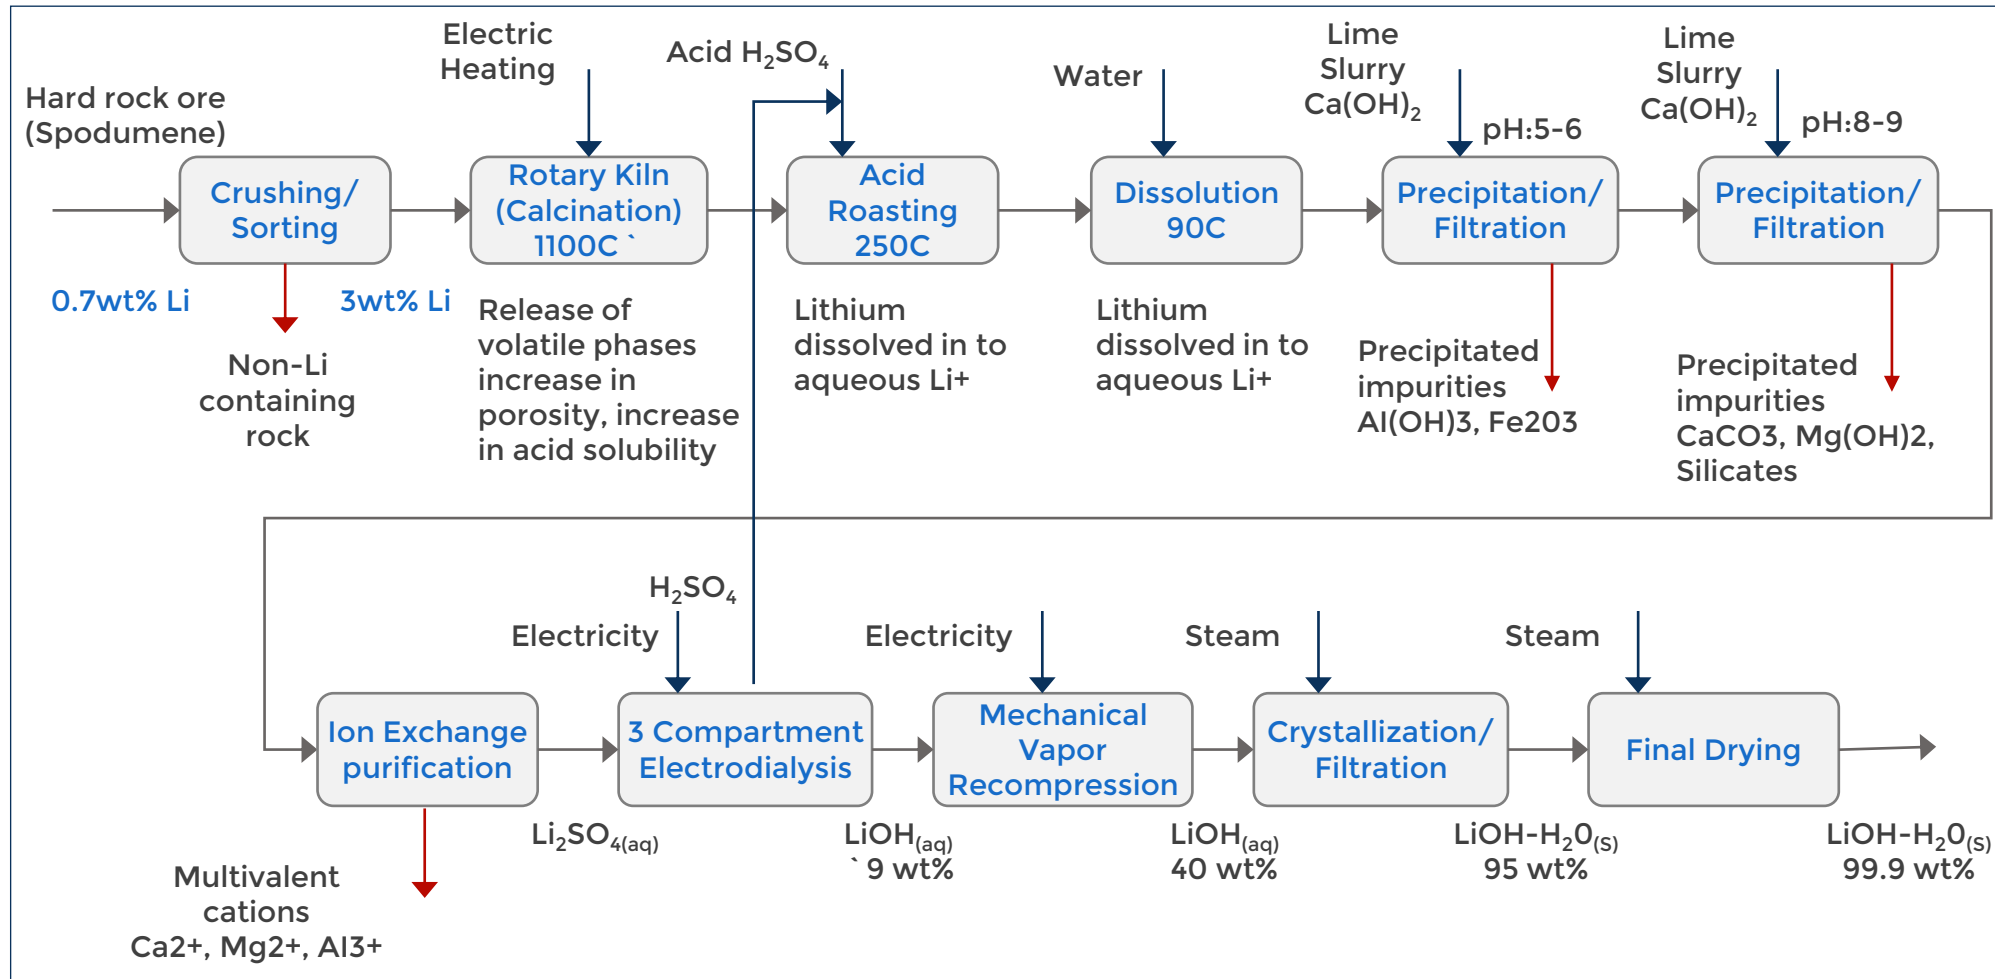 Electric
Heating
Acid H₂SO₄
Water
Lime
Slurry
Ca(OH)₂
Lime
Slurry
Ca(OH)₂
Hard rock ore
(Spodumene)
pH:5-6
pH:8-9
Crushing/
Sorting
Rotary Kiln
(Calcination)
1100C `
Acid
Roasting
250C
Dissolution
90C
Precipitation/
Filtration
Precipitation/
Filtration
0.7wt% Li
3wt% Li
Non-Li
containing
rock
Release of
volatile phases
increase in
porosity, increase
in acid solubility
Lithium
dissolved in to
aqueous Li+
Lithium
dissolved in to
aqueous Li+
Precipitated
impurities
Al(OH)3, Fe203
Precipitated
impurities
CaCO3, Mg(OH)2,
Silicates
H₂SO₄
Electricity
Electricity
Steam
Steam
Ion Exchange
purification
3 Compartment
Electrodialysis
Mechanical
Vapor
Recompression
Crystallization/
Filtration
Final Drying
Multivalent
cations
Ca2+, Mg2+, Al3+
Li₂SO₄(aq)
LiOH(aq)
`9 wt%
LiOH(aq)
40 wt%
LiOH-H₂0(S)
95 wt%
LiOH-H₂0(S)
99.9 wt%